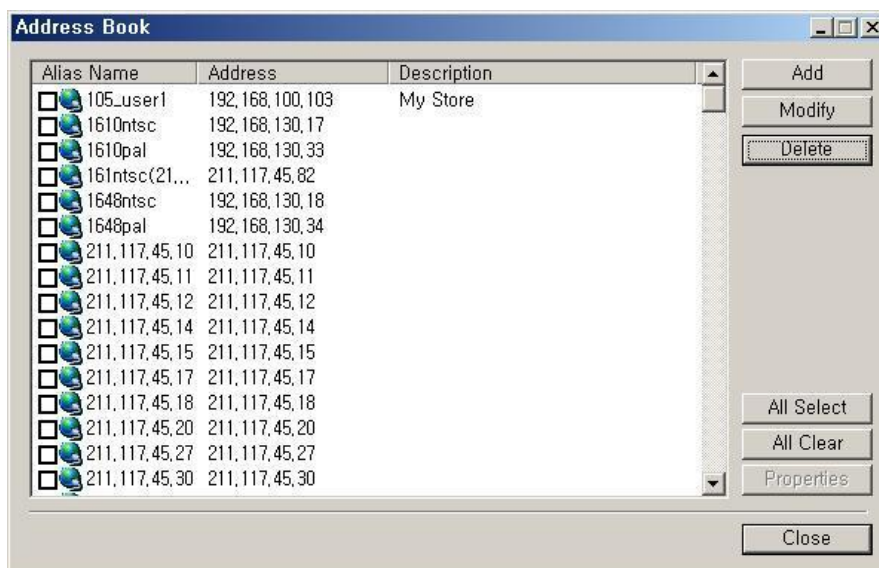 Address Book
Alias Name Address Description
105_user1 192,168,100,103 My Store
1610ntsc 192,168,130,17
1610pal 192,168,130,33
161ntsc(21,,, 211,117,45,82
1648ntsc 192,168,130,18
1648pal 192,168,130,34
211,117,45,10 211,117,45,10
211,117,45,11 211,117,45,11
211,117,45,12 211,117,45,12
211,117,45,14 211,117,45,14
211,117,45,15 211,117,45,15
211,117,45,17 211,117,45,17
211,117,45,18 211,117,45,18
211,117,45,20 211,117,45,20
211,117,45,27 211,117,45,27
211,117,45,30 211,117,45,30
Add
Modify
Delete
All Select
All Clear
Properties
Close